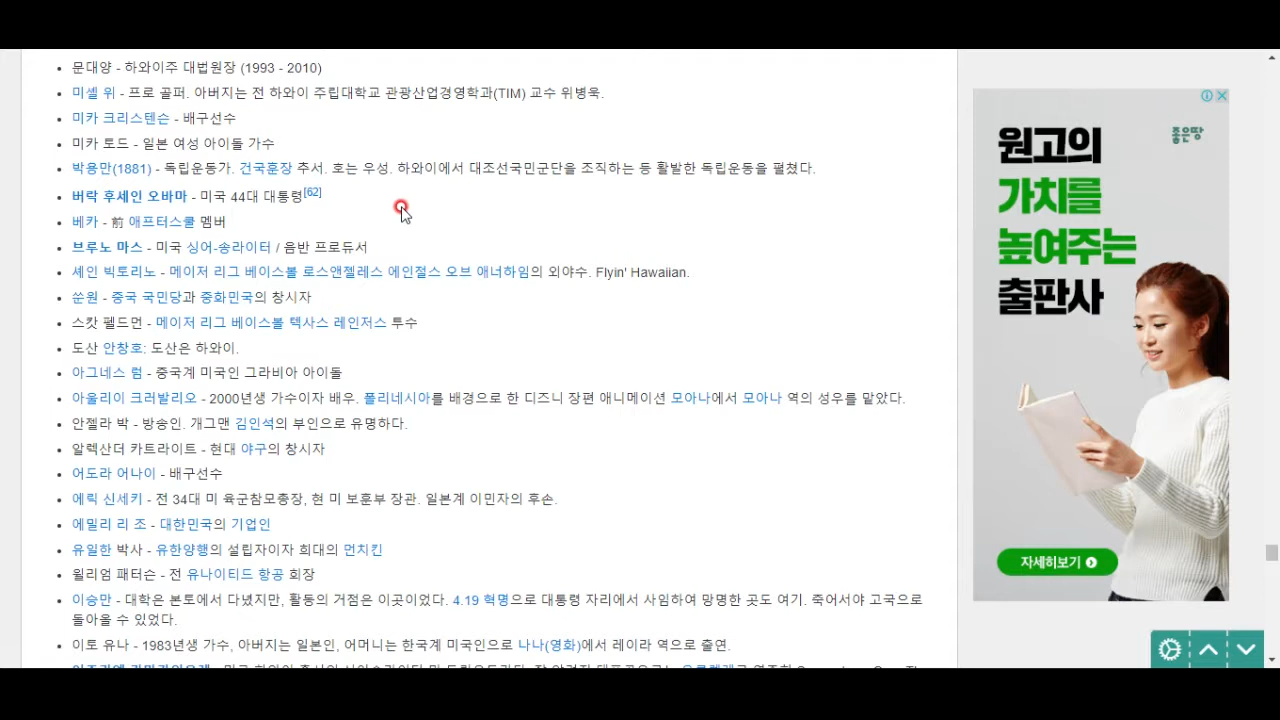 문대양 - 하와이주 대법원장 (1993 - 2010)
미셸 위 - 프로 골퍼. 아버지는 전 하와이 주립대학교 관광산업경영학과(TIM) 교수 위병욱.
미카 크리스텐슨 - 배구선수
미카 토드 - 일본 여성 아이돌 가수
박용만(1881) - 독립운동가. 건국훈장 추서. 호는 우성. 하와이에서 대조선국민군단을 조직하는 등 활발한 독립운동을 펼쳤다.
버락 후세인 오바마 - 미국 44대 대통령[62]
베카 - 前 애프터스쿨 멤버
브루노 마스 - 미국 싱어-송라이터 / 음반 프로듀서
셰인 빅토리노 - 메이저 리그 베이스볼 로스앤젤레스 에인절스 오브 애너하임의 외야수. Flyin' Hawaiian.
쑨원 - 중국 국민당과 중화민국의 창시자
스캇 펠드먼 - 메이저 리그 베이스볼 텍사스 레인저스 투수
도산 안창호: 도산은 하와이.
아그네스 럼 - 중국계 미국인 그라비아 아이돌
아울리이 크러발리오 - 2000년생 가수이자 배우. 폴리네시아를 배경으로 한 디즈니 장편 애니메이션 모아나에서 모아나 역의 성우를 맡았다.
안젤라 박 - 방송인. 개그맨 김인석의 부인으로 유명하다.
알렉산더 카트라이트 - 현대 야구의 창시자
어도라 어나이 - 배구선수
에릭 신세키 - 전 34대 미 육군참모총장, 현 미 보훈부 장관. 일본계 이민자의 후손.
에밀리 리 조 - 대한민국의 기업인
유일한 박사 - 유한양행의 설립자이자 희대의 먼치킨
윌리엄 패터슨 - 전 유나이티드 항공 회장
이승만 - 대학은 본토에서 다녔지만, 활동의 거점은 이곳이었다. 4.19 혁명으로 대통령 자리에서 사임하여 망명한 곳도 여기. 죽어서야 고국으로
돌아올 수 있었다.
이토 유나 - 1983년생 가수, 아버지는 일본인, 어머니는 한국계 미국인으로 나나(영화)에서 레이라 역으로 출연.
원고의
가치를
높여주는
출판사
좋은땅
자세히보기